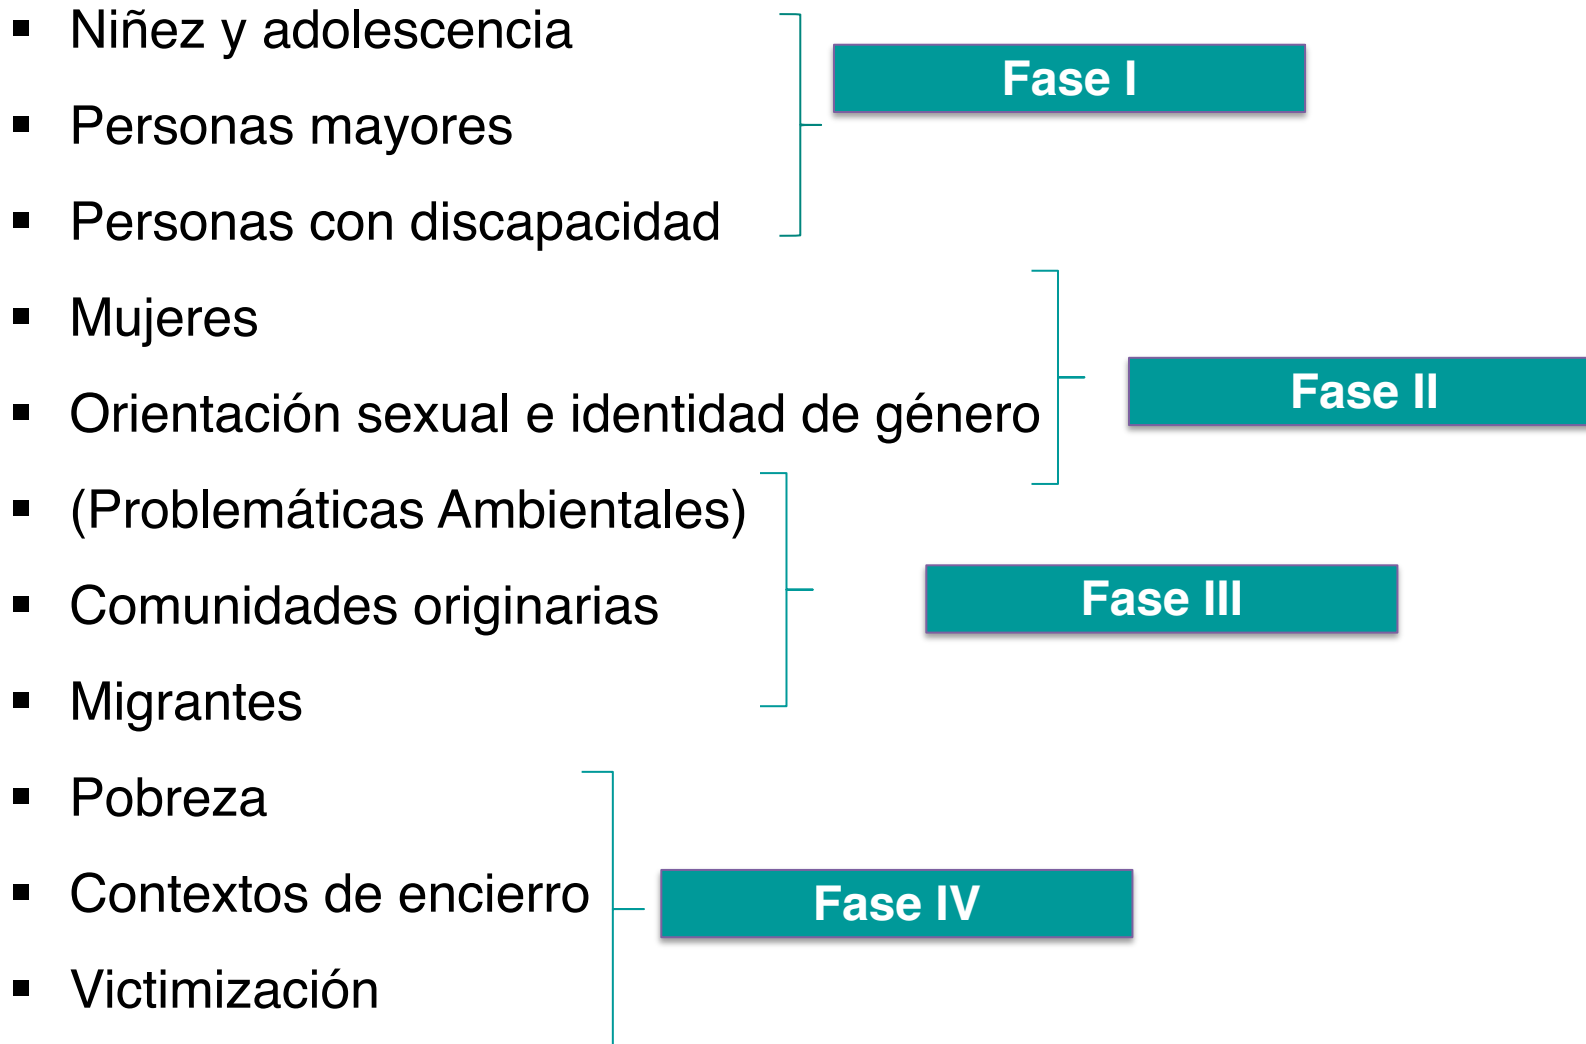 ▪ Niñez y adolescencia
Fase I
▪ Personas mayores
▪ Personas con discapacidad
▪ Mujeres
Fase II
▪ Orientación sexual e identidad de género
▪ (Problemáticas Ambientales)
▪ Comunidades originarias
Fase III
▪ Migrantes
▪ Pobreza
▪ Contextos de encierro
Fase IV
▪ Victimización